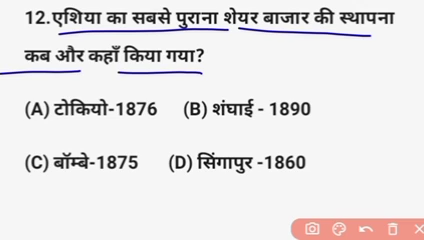 12.एशिया का सबसे पुराना शेयर बाजार की स्थापना
कब और कहाँ किया गया?
(A) टोकियो-1876 (B) शंघाई - 1890
(C) बॉम्बे-1875 (D) सिंगापुर -1860